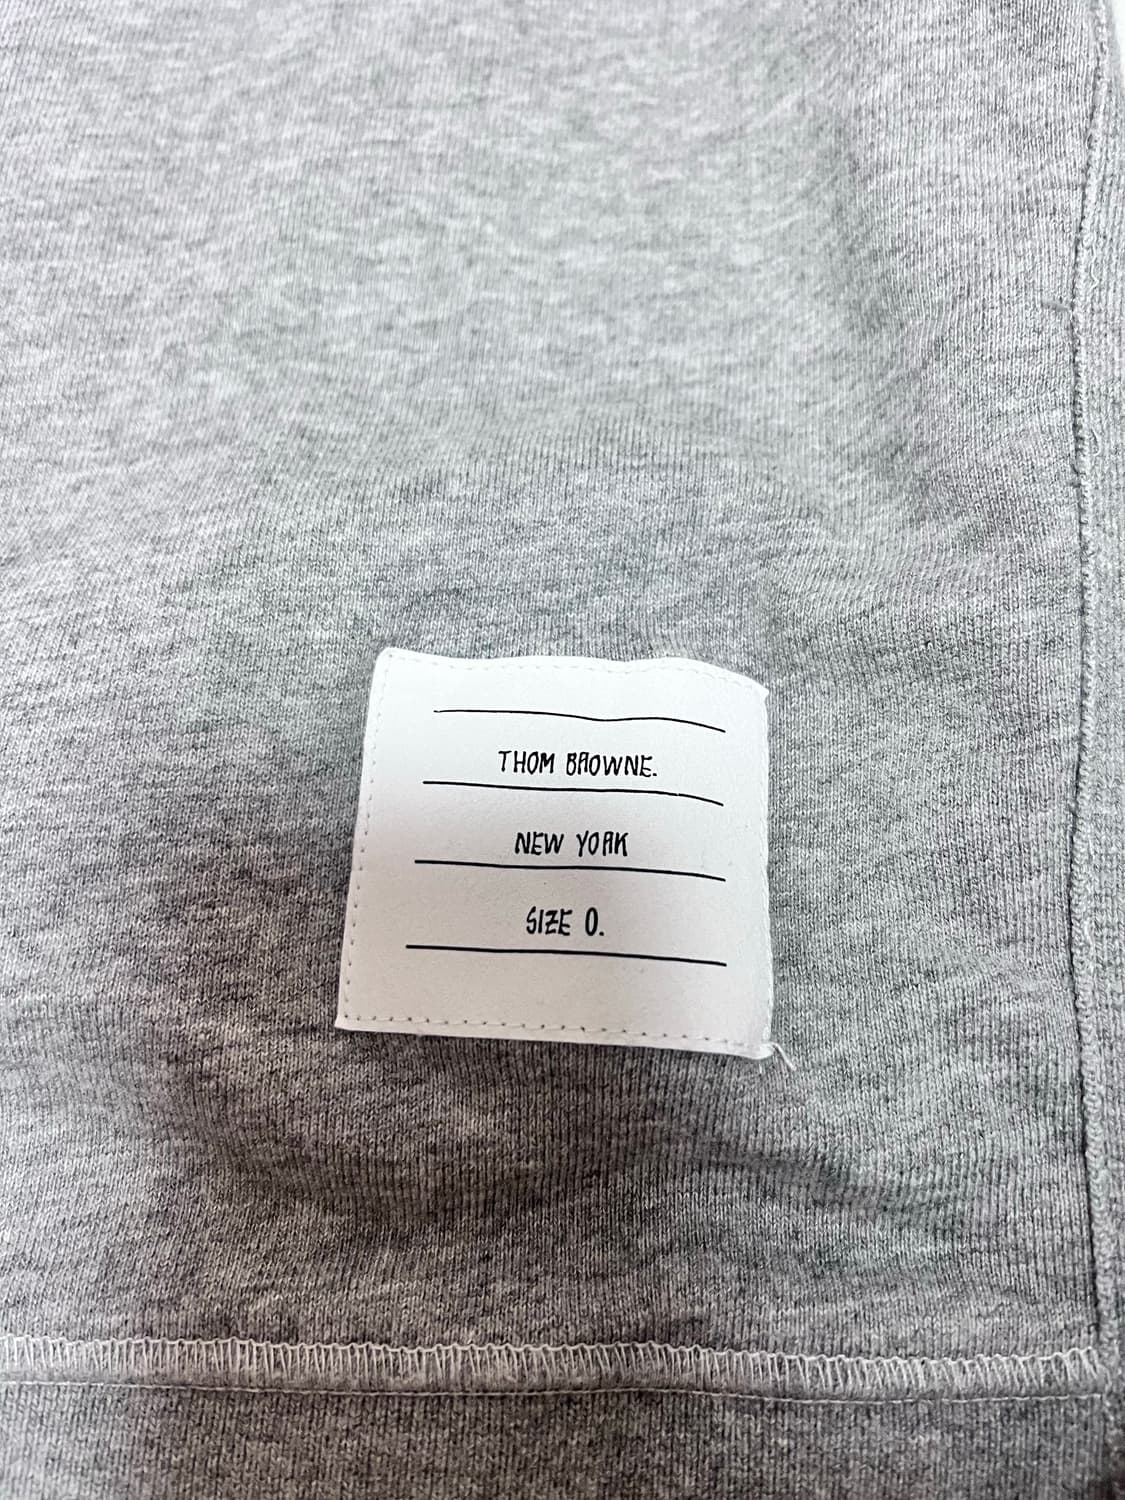 THOM BROWNE.
NEW YORK
SIZE 0.